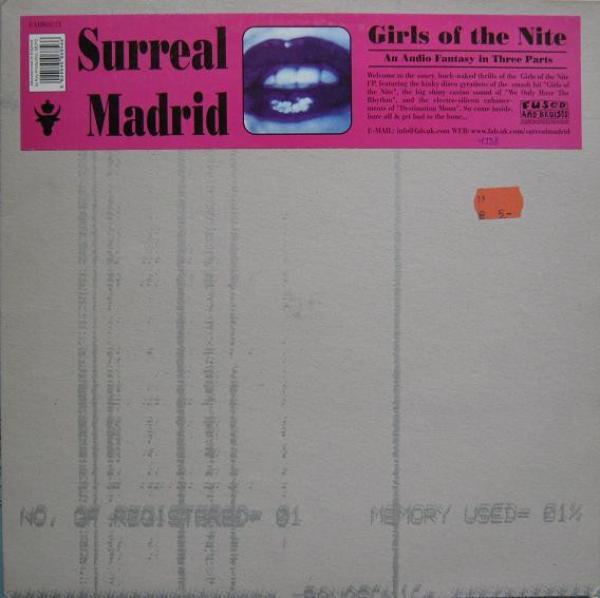 Surreal
Madrid
Girls of the Nite
An Audio Fantasy in Three Parts
Welcome to the saucy, buck-naked thrills of the Girls of the Nite
EP, featuring the kinky disco gyrations of the smash hit "Girls of
the Nite", the big shiny casino sound of "We Only Have The
Rhythm", and the electro-silicon enhance-
ments of "Destination Moon". So come inside,
bare all & get bad to the bone...
FUSED
AND BRUISED
E-MAIL: info@fab.uk.com WEB: www.fab.uk.com/surrealmadrid
NO. OF REGISTERED= 01
MEMORY USED= 01%